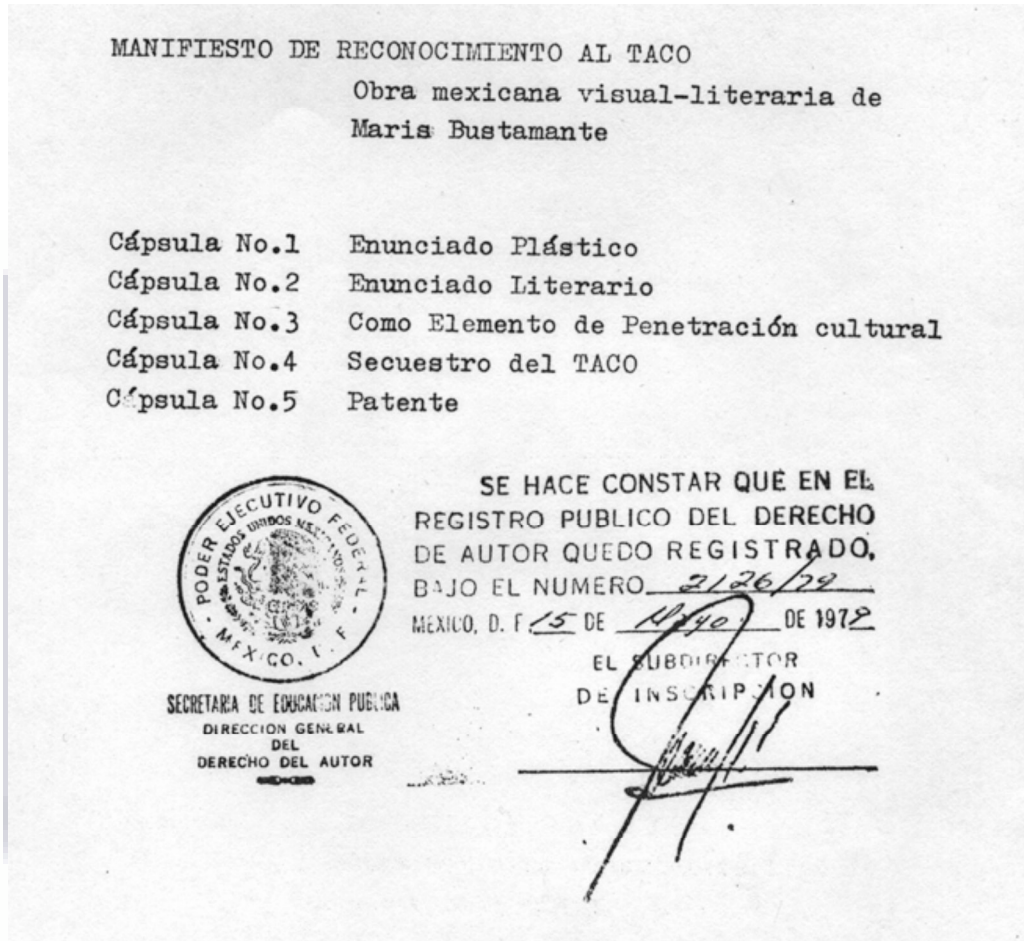 MANIFIESTO DE RECONOCIMIENTO AL TACO
Obra mexicana visual-literaria de
Maris Bustamante
Cápsula No.1 Enunciado Plástico
Cápsula No.2 Enunciado Literario
Cápsula No.3 Como Elemento de Penetración cultural
Cápsula No.4 Secuestro del TACO
Cápsula No.5 Patente
PODER EJECUTIVO FEDERAL
ESTADOS UNIDOS MEXICANOS
MEXICO, D. F.
SECRETARIA DE EDUCACION PUBLICA
DIRECCION GENERAL
DEL
DERECHO DEL AUTOR
SE HACE CONSTAR QUE EN EL
REGISTRO PUBLICO DEL DERECHO
DE AUTOR QUEDO REGISTRADO,
BAJO EL NUMERO 2126/79
MEXICO, D. F. 15 DE Mayo DE 1979
EL SUBDIRECTOR
DE INSCRIPCION